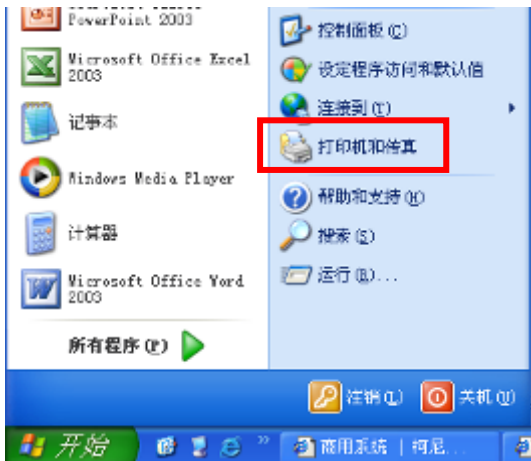 PowerPoint 2003
Microsoft Office Excel
2003
记事本
Windows Media Player
计算器
Microsoft Office Word
2003
所有程序(P)
控制面板(C)
设定程序访问和默认值
连接到(T)
打印机和传真
帮助和支持(H)
搜索(S)
运行(R)...
注销(L)
关机(U)
开始
商用系统 | 柯尼...